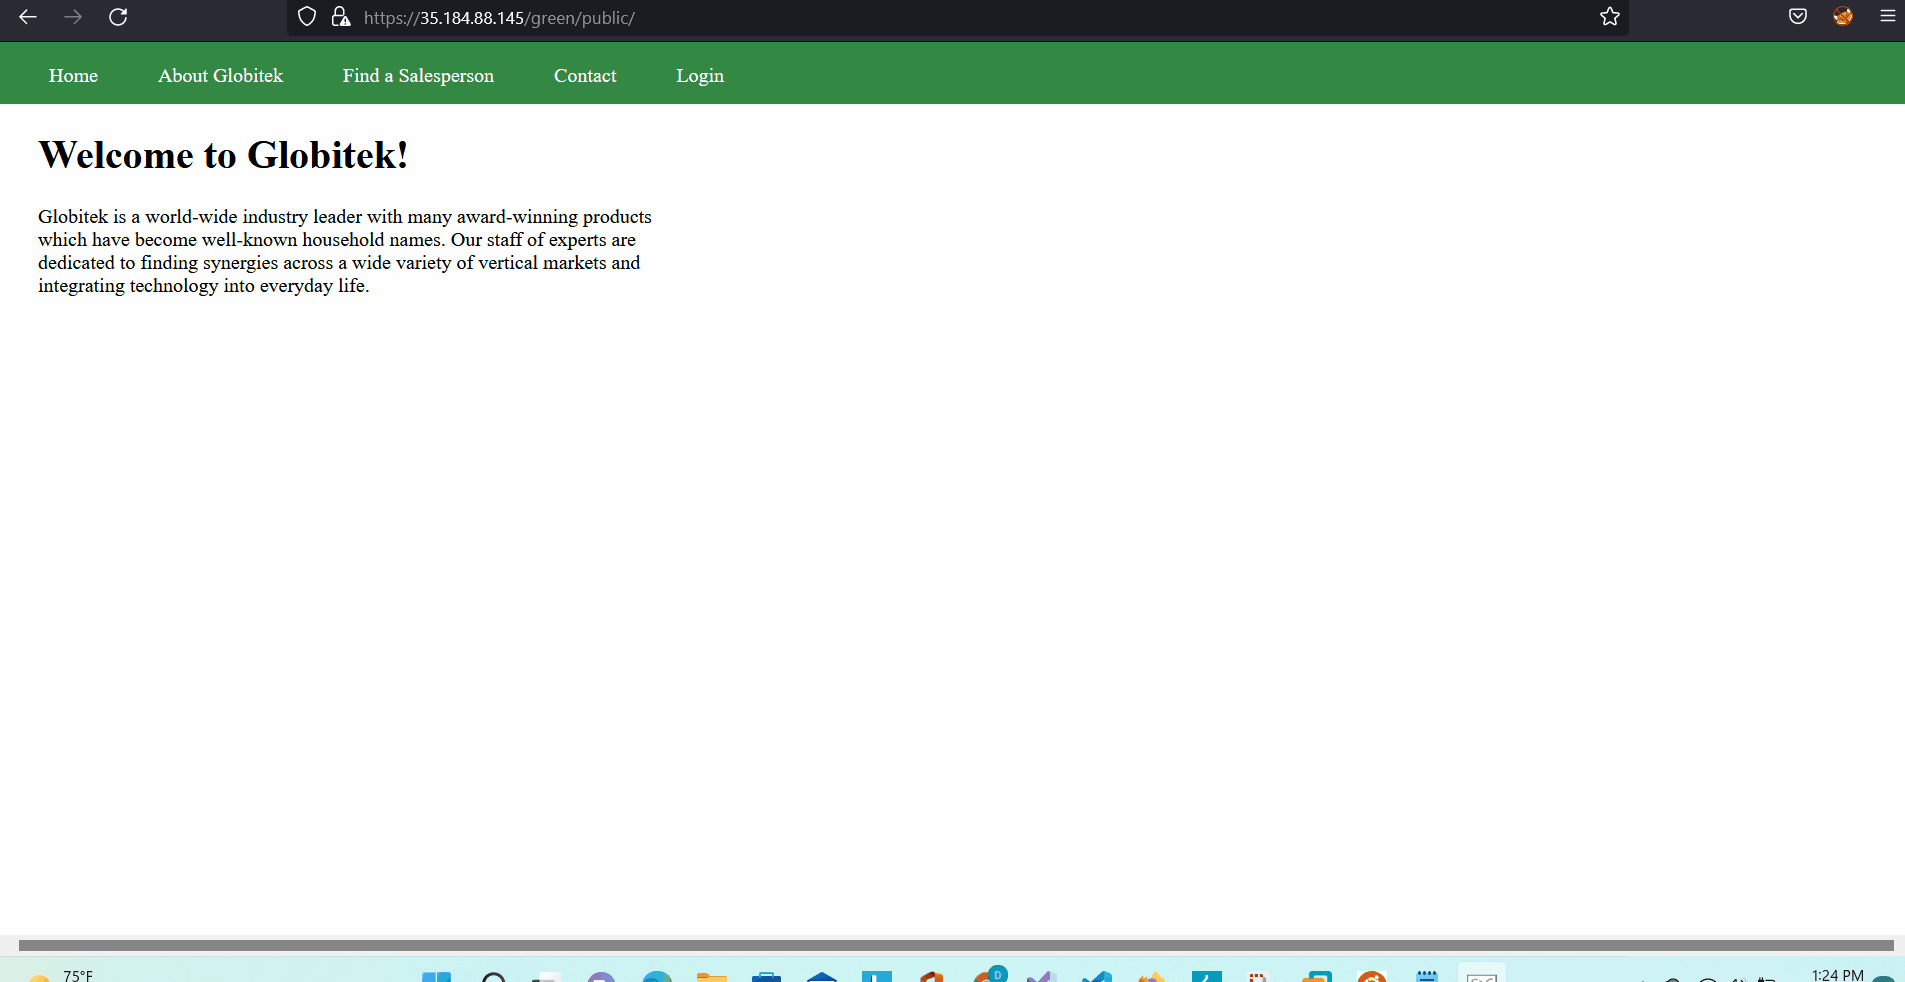 https://35.184.88.145/green/public/
Home About Globitek Find a Salesperson Contact Login
Welcome to Globitek!
Globitek is a world-wide industry leader with many award-winning products
which have become well-known household names. Our staff of experts are
dedicated to finding synergies across a wide variety of vertical markets and
integrating technology into everyday life.
75°F
D
1:24 PM